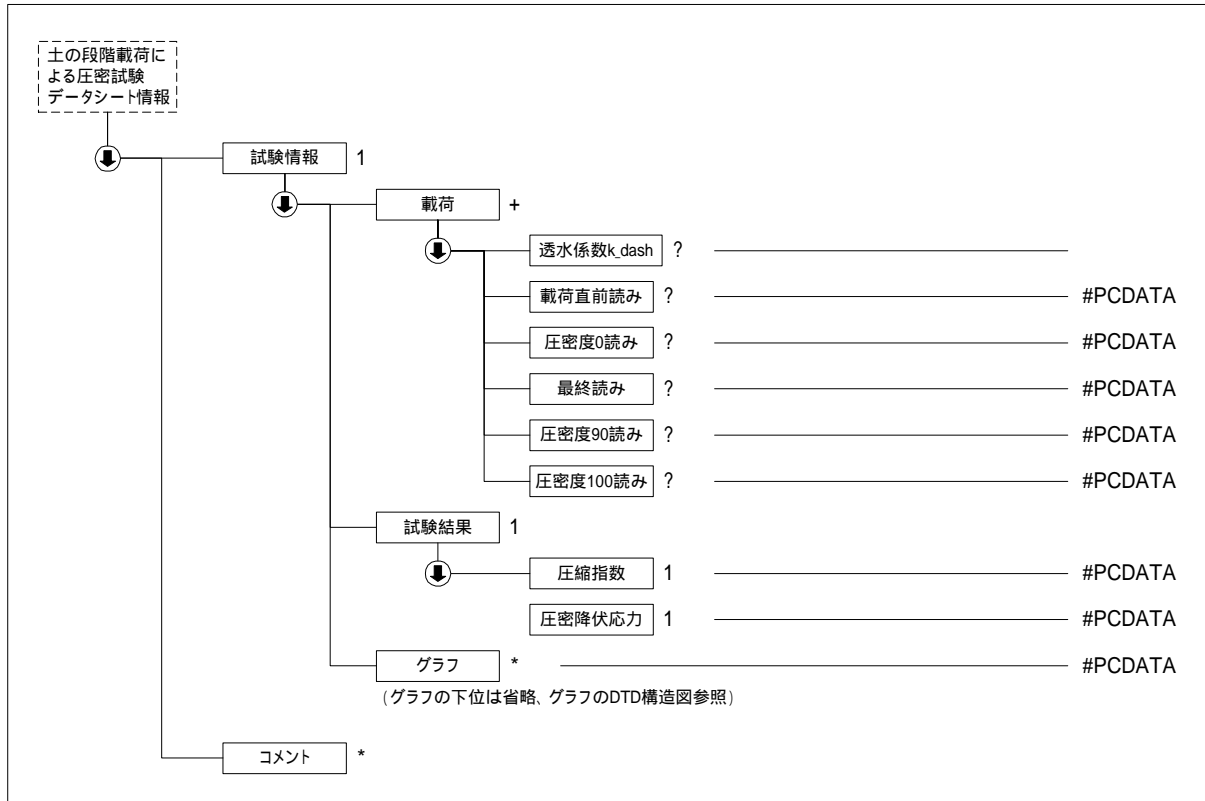 土の段階載荷に
よる圧密試験
データシート情報
試験情報 1
載荷 +
透水係数k_dash ?
載荷直前読み ? #PCDATA
圧密度0読み ? #PCDATA
最終読み ? #PCDATA
圧密度90読み ? #PCDATA
圧密度100読み ? #PCDATA
試験結果 1
圧縮指数 1 #PCDATA
圧密降伏応力 1 #PCDATA
グラフ * #PCDATA
(グラフの下位は省略、グラフのDTD構造図参照)
コメント *